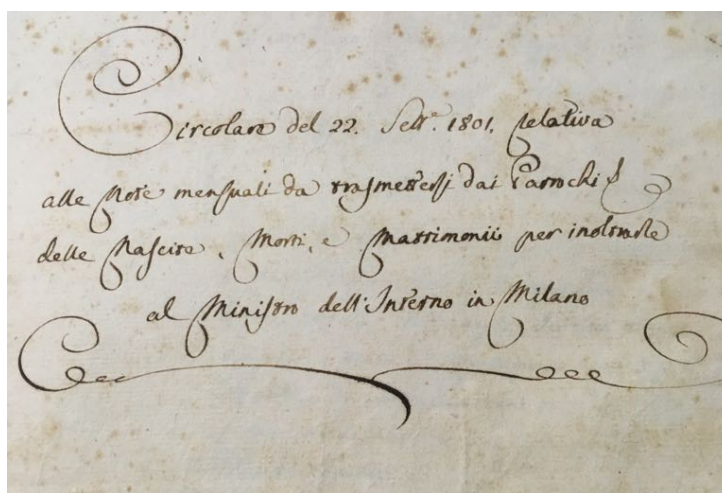 Circolare del 22. Sett.e 1801. relativa
alle Note mensuali da trasmettersi dai Parrochi
delle Nascite, Morti, e Matrimonii per inoltrarle
al Ministro dell'Interno in Milano